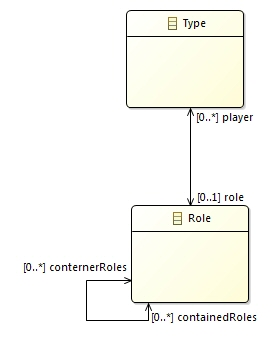 Type
[0..*] player
[0..1] role
Role
[0..*] conternerRoles
[0..*] containedRoles